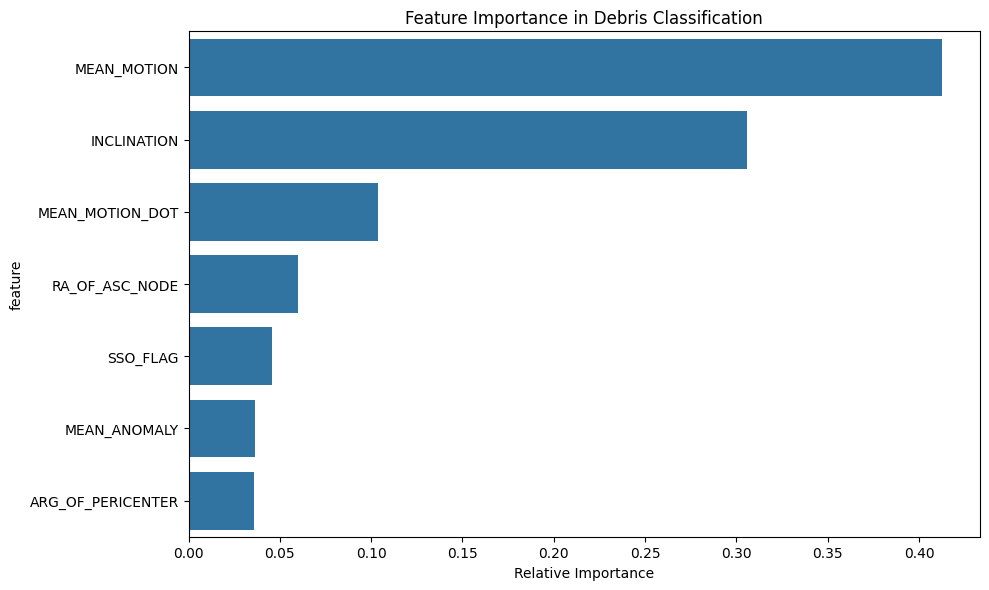 Feature Importance in Debris Classification
feature
MEAN_MOTION
INCLINATION
MEAN_MOTION_DOT
RA_OF_ASC_NODE
SSO_FLAG
MEAN_ANOMALY
ARG_OF_PERICENTER
0.00 0.05 0.10 0.15 0.20 0.25 0.30 0.35 0.40
Relative Importance